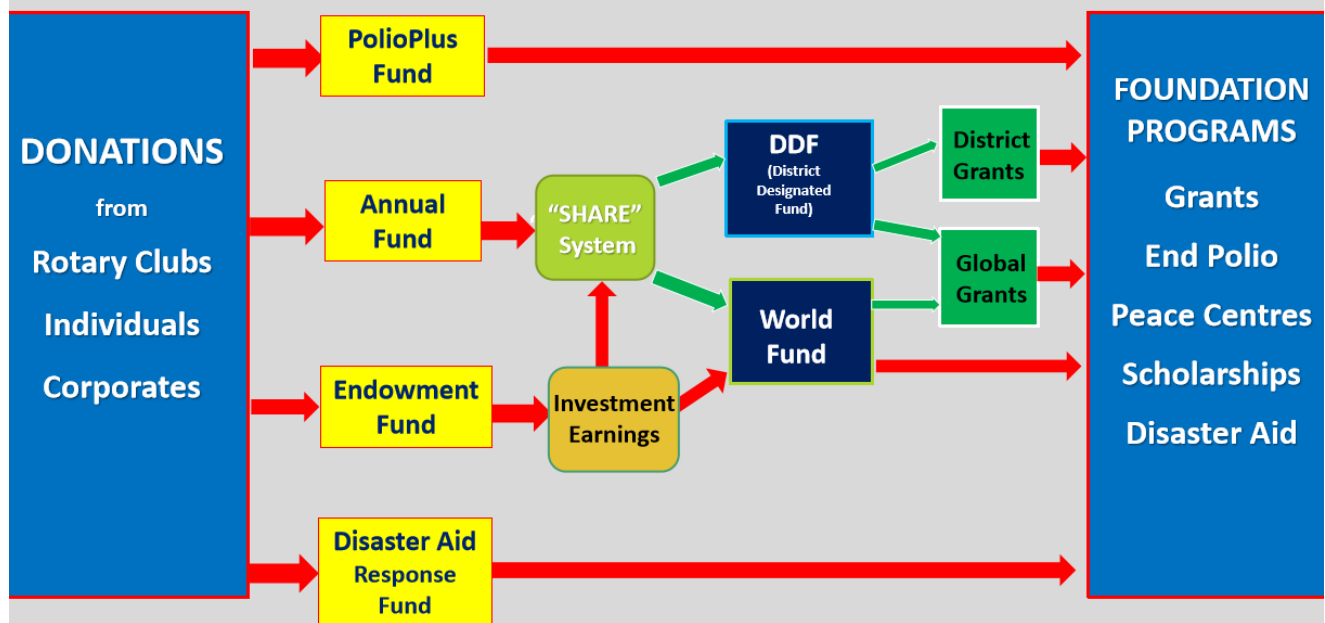 DONATIONS
from
Rotary Clubs
Individuals
Corporates
PolioPlus
Fund
Annual
Fund
Endowment
Fund
Disaster Aid
Response
Fund
“SHARE”
System
Investment
Earnings
DDF
(District
Designated
Fund)
World
Fund
District
Grants
Global
Grants
FOUNDATION
PROGRAMS
Grants
End Polio
Peace Centres
Scholarships
Disaster Aid